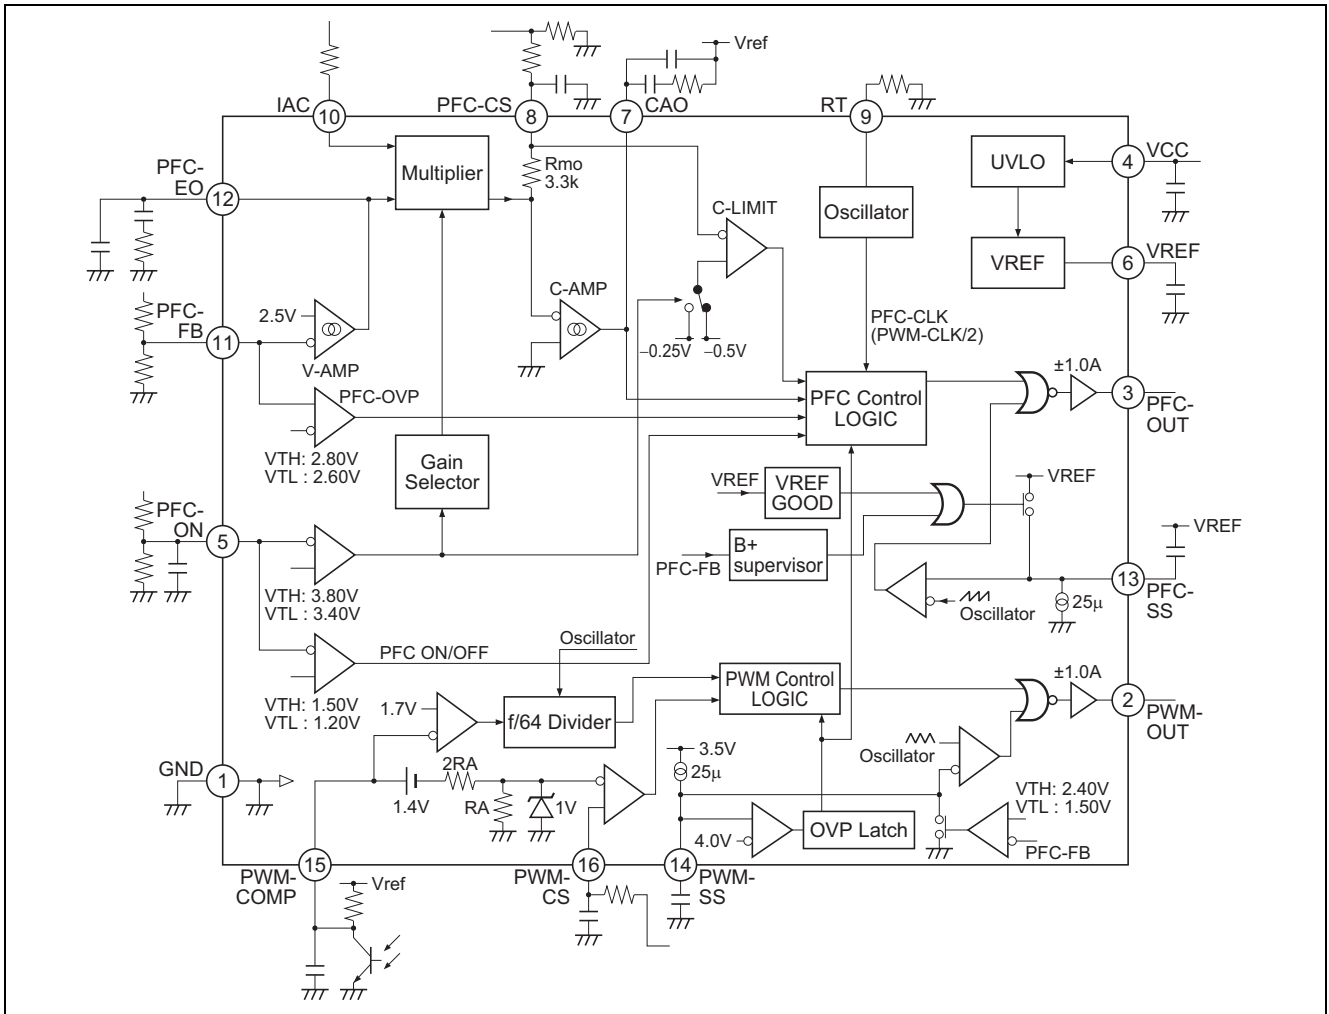 Vref
IAC
10
PFC-CS
8
7
CAO
RT
9
PFC-
EO
12
Multiplier
Rmo
3.3k
UVLO
4
VCC
C-LIMIT
Oscillator
VREF
6
VREF
PFC-
FB
11
2.5V
V-AMP
C-AMP
−0.25V
−0.5V
PFC-CLK
(PWM-CLK/2)
PFC-OVP
VTH: 2.80V
VTL : 2.60V
PFC Control
LOGIC
±1.0A
3
PFC-
OUT
Gain
Selector
VREF
VREF
GOOD
VREF
PFC-
ON
5
B+
supervisor
PFC-FB
VREF
13
PFC-
SS
VTH: 3.80V
VTL : 3.40V
Oscillator
25μ
PFC ON/OFF
Oscillator
VTH: 1.50V
VTL : 1.20V
PWM Control
LOGIC
±1.0A
2
PWM-
OUT
1.7V
f/64 Divider
Oscillator
3.5V
25μ
GND
1
1.4V
2RA
RA
1V
VTH: 2.40V
VTL : 1.50V
4.0V
OVP Latch
PFC-FB
15
PWM-
COMP
16
PWM-
CS
14
PWM-
SS
Vref